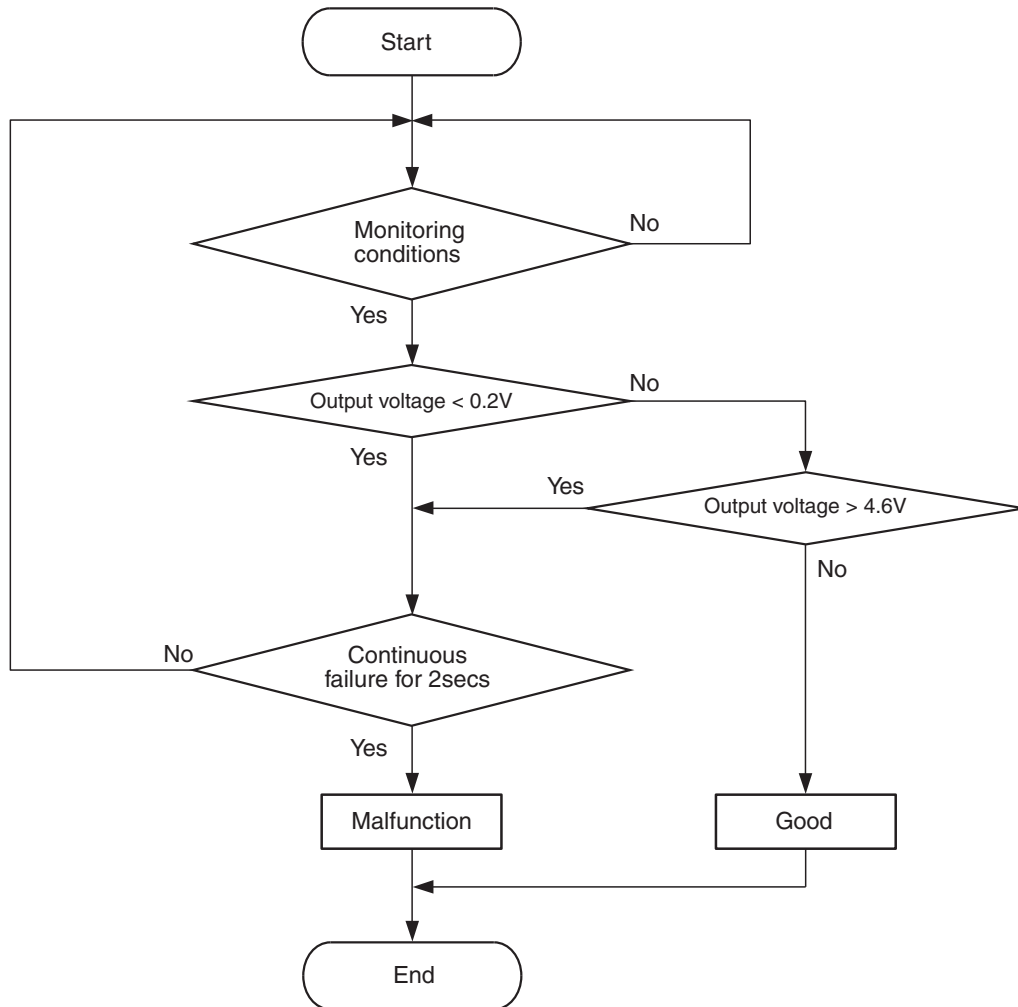 Start
Monitoring
conditions
No
Yes
Output voltage < 0.2V
No
Yes
Yes
Output voltage > 4.6V
No
Continuous
failure for 2secs
No
Yes
Malfunction
Good
End